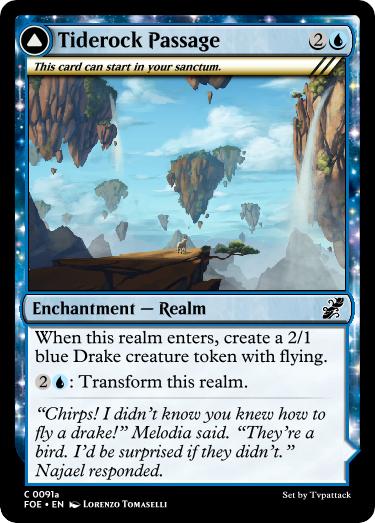 Tiderock Passage 2
This card can start in your sanctum.
Enchantment — Realm
When this realm enters, create a 2/1
blue Drake creature token with flying.
2 : Transform this realm.
“Chirps! I didn't know you knew how to
fly a drake!” Melodia said. “They're a
bird. I'd be surprised if they didn't.”
Najael responded.
C 0091a
FOE • EN Lorenzo Tomaselli
Set by Tvpattack